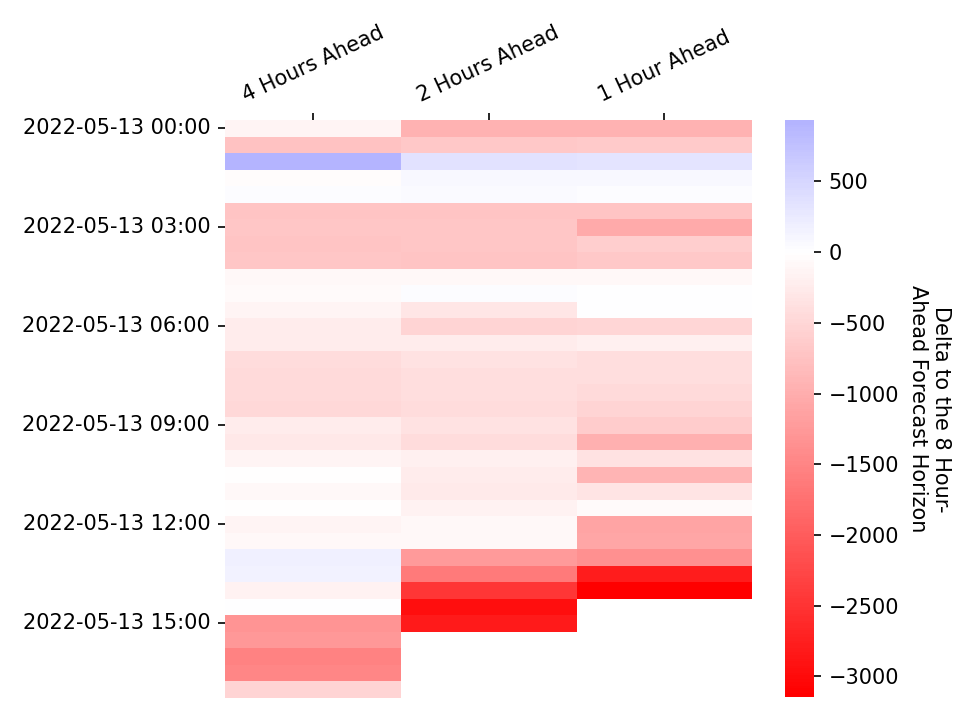 4 Hours Ahead
2 Hours Ahead
1 Hour Ahead
2022-05-13 00:00
2022-05-13 03:00
2022-05-13 06:00
2022-05-13 09:00
2022-05-13 12:00
2022-05-13 15:00
500
0
−500
−1000
−1500
−2000
−2500
−3000
Delta to the 8 Hour-
Ahead Forecast Horizon